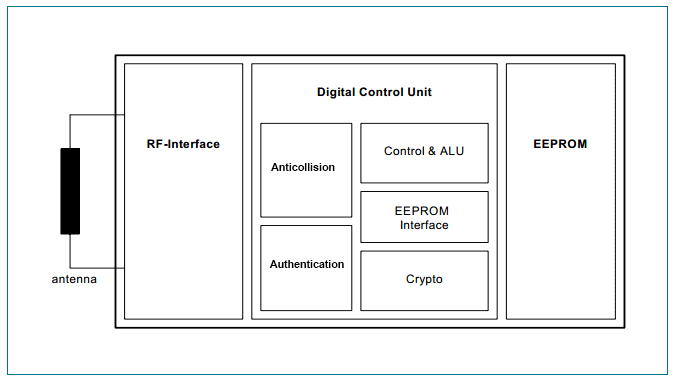 Digital Control Unit
RF-Interface
EEPROM
Anticollision
Control & ALU
EEPROM
Interface
Authentication
Crypto
antenna